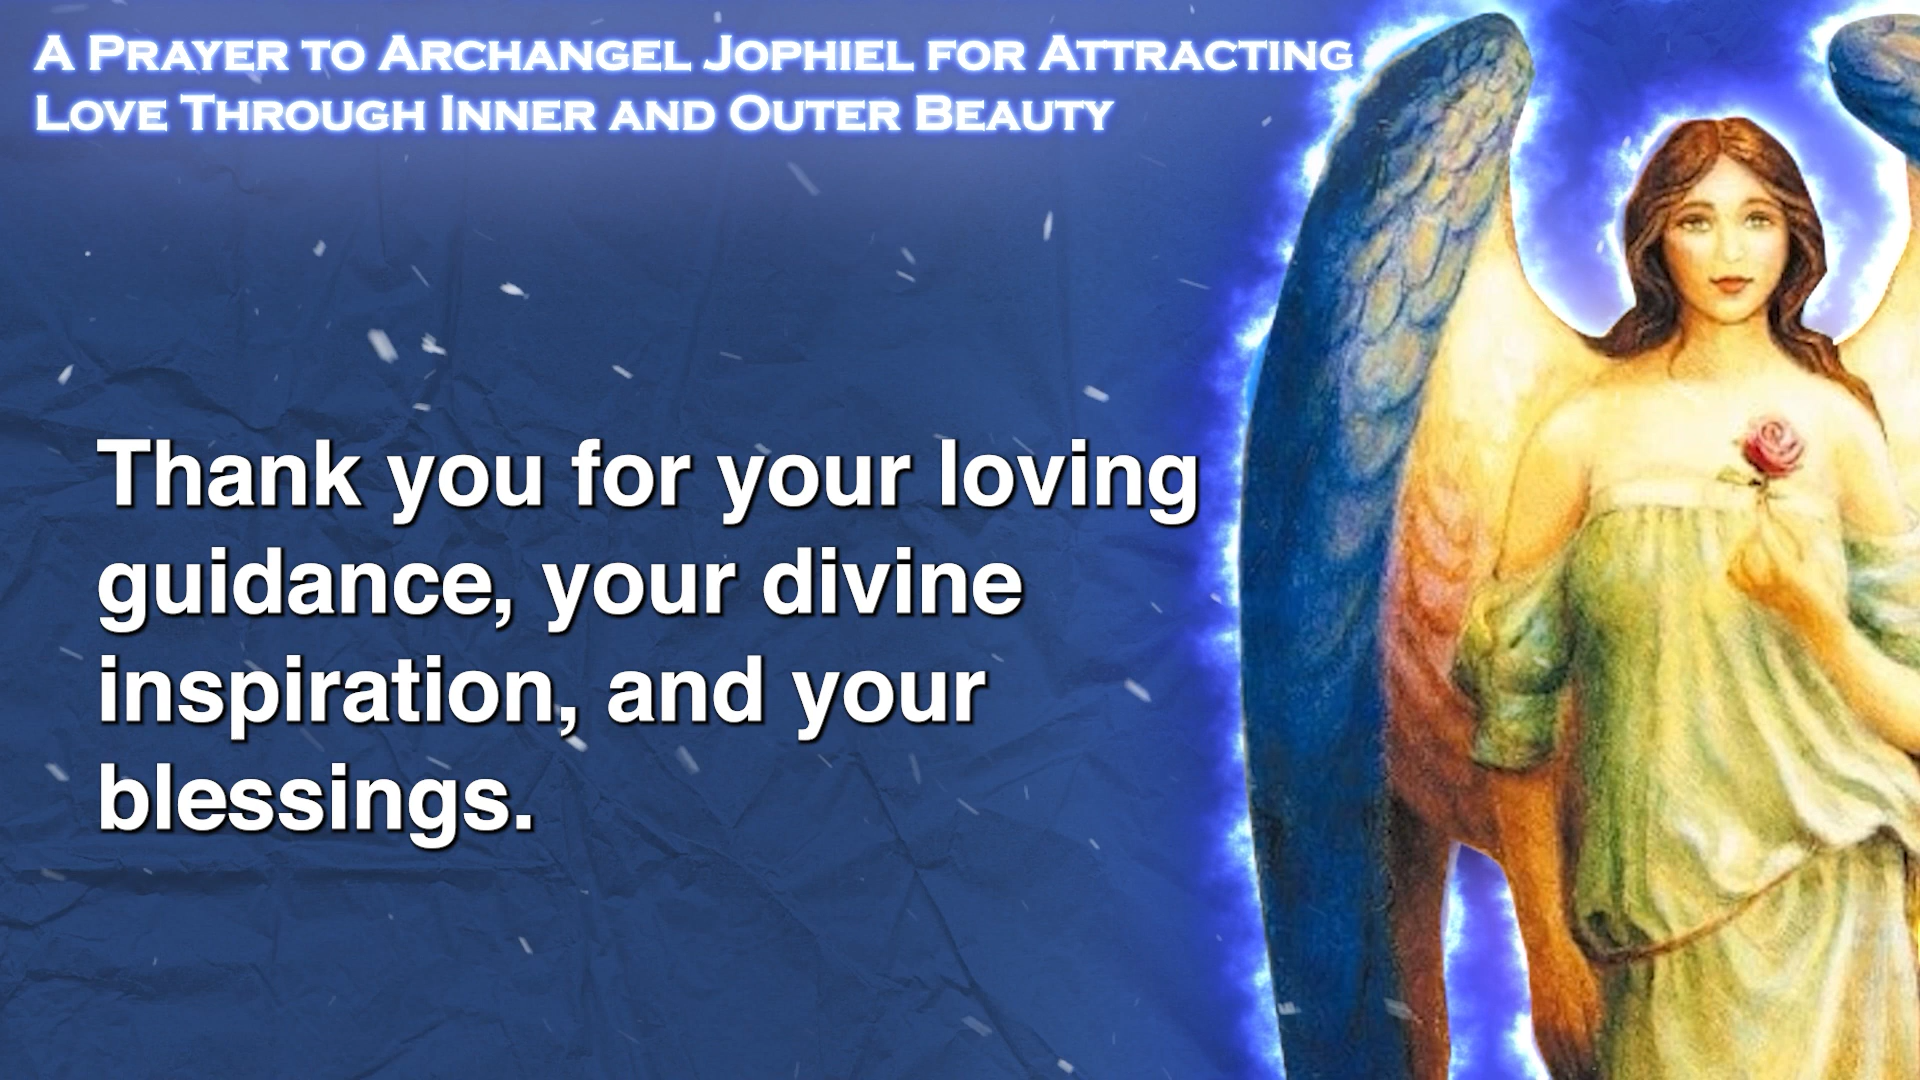 A Prayer to Archangel Jophiel for Attracting
Love Through Inner and Outer Beauty
Thank you for your loving
guidance, your divine
inspiration, and your
blessings.